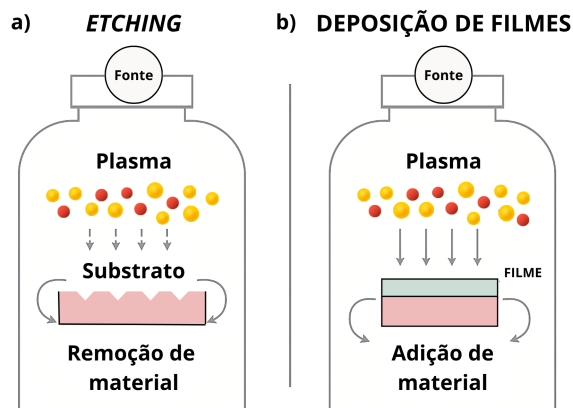 a) ETCHING
Fonte
Plasma
Substrato
Remoção de
material
b) DEPOSIÇÃO DE FILMES
Fonte
Plasma
FILME
Adição de
material